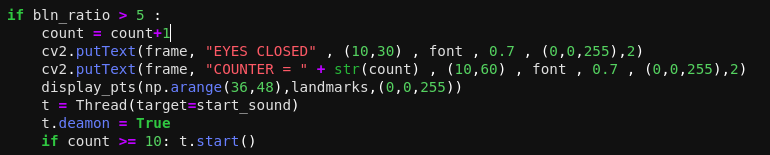 if bln_ratio > 5 :
    count = count+1
    cv2.putText(frame, "EYES CLOSED" , (10,30) , font , 0.7 , (0,0,255),2)
    cv2.putText(frame, "COUNTER = " + str(count) , (10,60) , font , 0.7 , (0,0,255),2)
    display_pts(np.arange(36,48),landmarks,(0,0,255))
    t = Thread(target=start_sound)
    t.deamon = True
    if count >= 10: t.start()